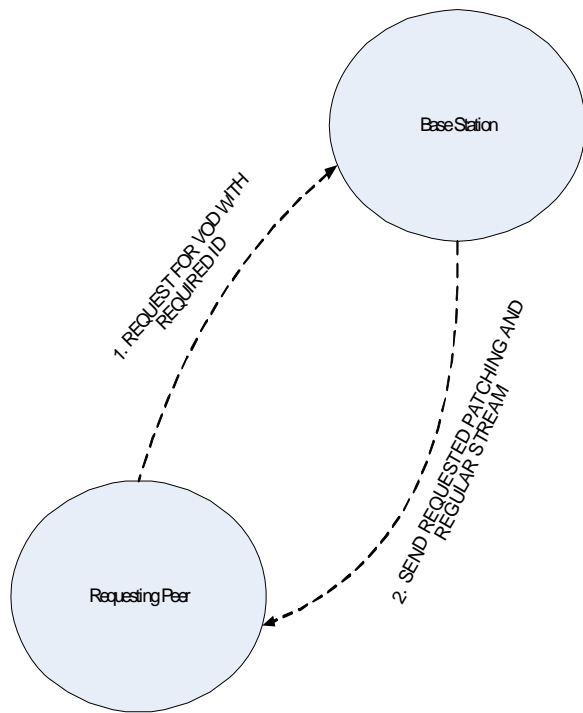 Base Station
1. REQUEST FOR VOD WITH
REQUIRED ID
2. SEND REQUESTED PATCHING AND
REGULAR STREAM
Requesting Peer